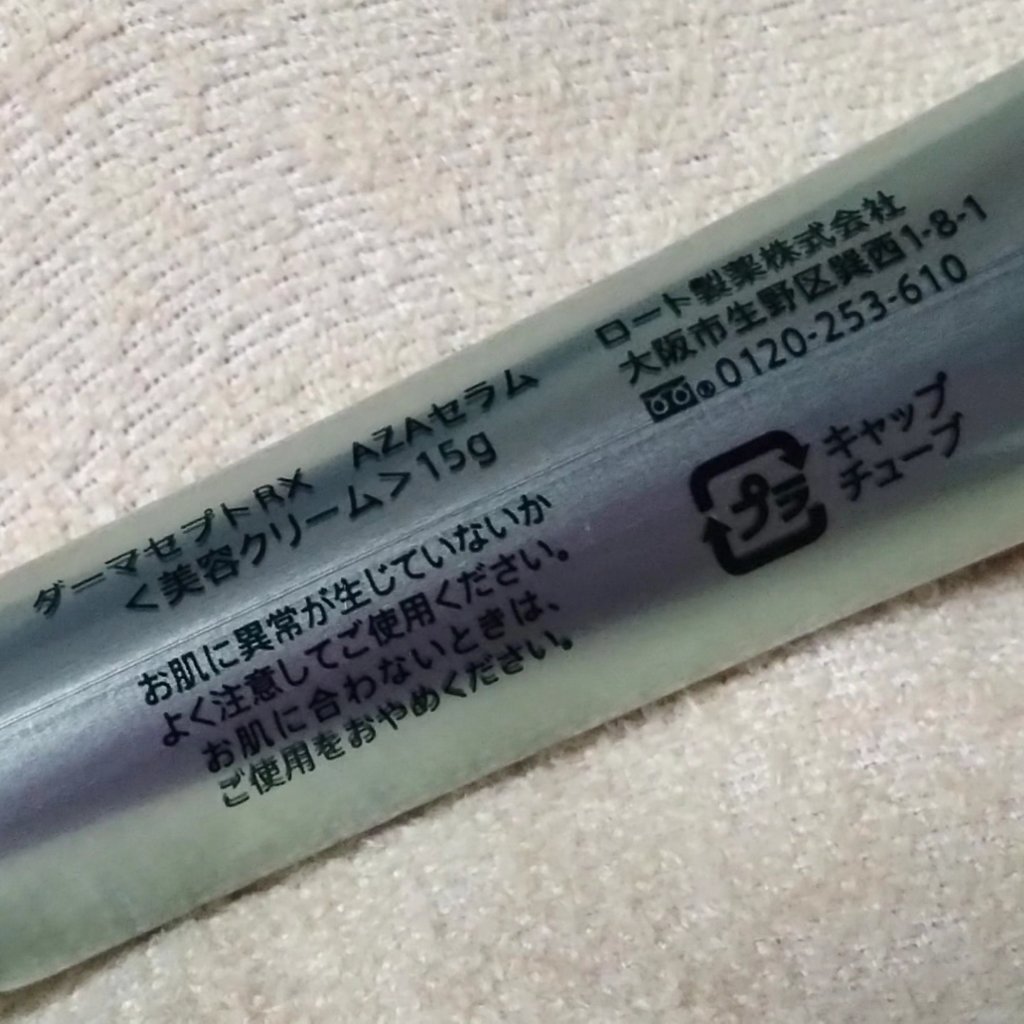 ダーマセプトRX AZAセラム
<美容クリーム>15g
お肌に異常が生じていないか
よく注意してご使用ください。
お肌に合わないときは、
ご使用をおやめください。
ロート製薬株式会社
大阪市生野区巽西1-8-1
®0120-253-610
プラ
キャップ
チューブ